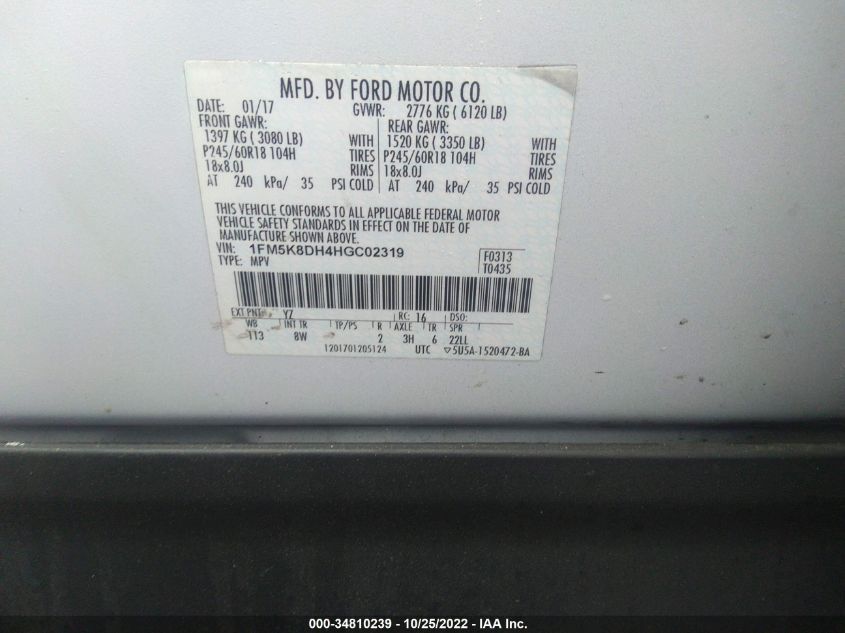 MFD. BY FORD MOTOR CO.
DATE: 01/17 GVWR: 2776 KG ( 6120 LB)
FRONT GAWR: REAR GAWR:
1397 KG ( 3080 LB) WITH 1520 KG ( 3350 LB) WITH
P245/60R18 104H TIRES P245/60R18 104H TIRES
18x8.0J RIMS 18x8.0J RIMS
AT 240 kPa/ 35 PSI COLD AT 240 kPa/ 35 PSI COLD
THIS VEHICLE CONFORMS TO ALL APPLICABLE FEDERAL MOTOR
VEHICLE SAFETY STANDARDS IN EFFECT ON THE DATE OF
MANUFACTURE SHOWN ABOVE.
VIN: 1FM5K8DH4HGC02319 F0313
TYPE: MPV T0435
EXT PNT: YZ RC: 16 DSO:
WB INT TR TP/PS R AXLE TR SPR
113 8W 2 3H 6 22LL
1201701205124 UTC ▽5U5A-1520472-BA
000-34810239 - 10/25/2022 - IAA Inc.